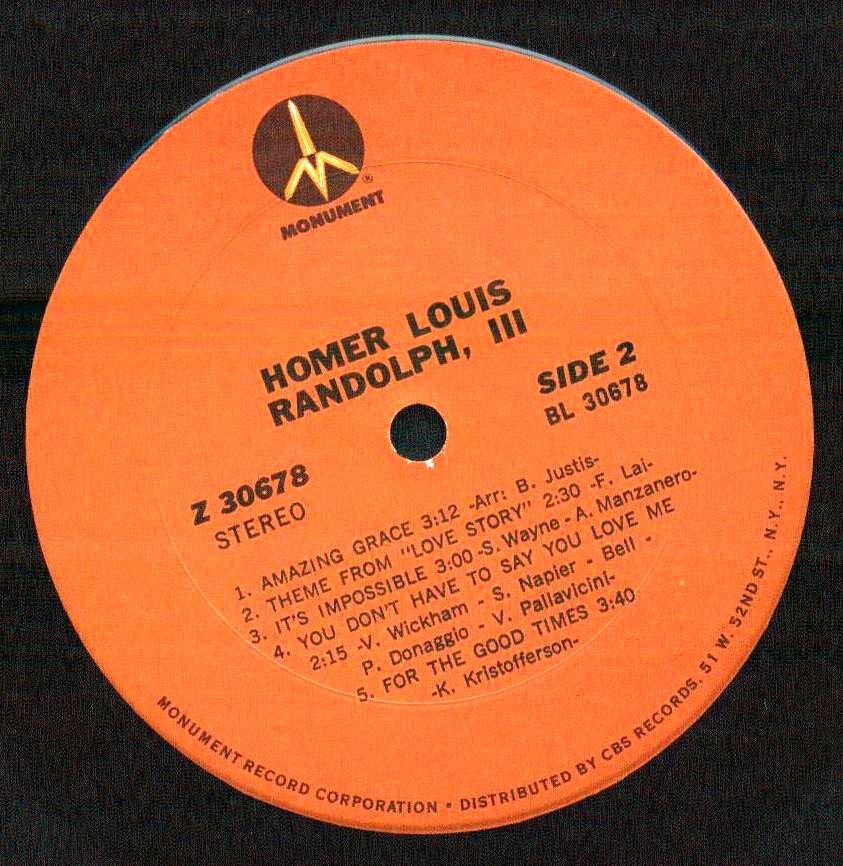 ®
MONUMENT
HOMER LOUIS
RANDOLPH, III
SIDE 2
BL 30678
Z 30678
STEREO
1. AMAZING GRACE 3:12 -Arr: B. Justis-
2. THEME FROM "LOVE STORY" 2:30 -F. Lai-
3. IT'S IMPOSSIBLE 3:00 -S. Wayne - A. Manzanero-
4. YOU DON'T HAVE TO SAY YOU LOVE ME
2:15 -V. Wickham - S. Napier - Bell -
P. Donaggio - V. Pallavicini-
5. FOR THE GOOD TIMES 3:40
-K. Kristofferson-
MONUMENT RECORD CORPORATION • DISTRIBUTED BY CBS RECORDS, 51 W. 52ND ST., N.Y., N.Y.